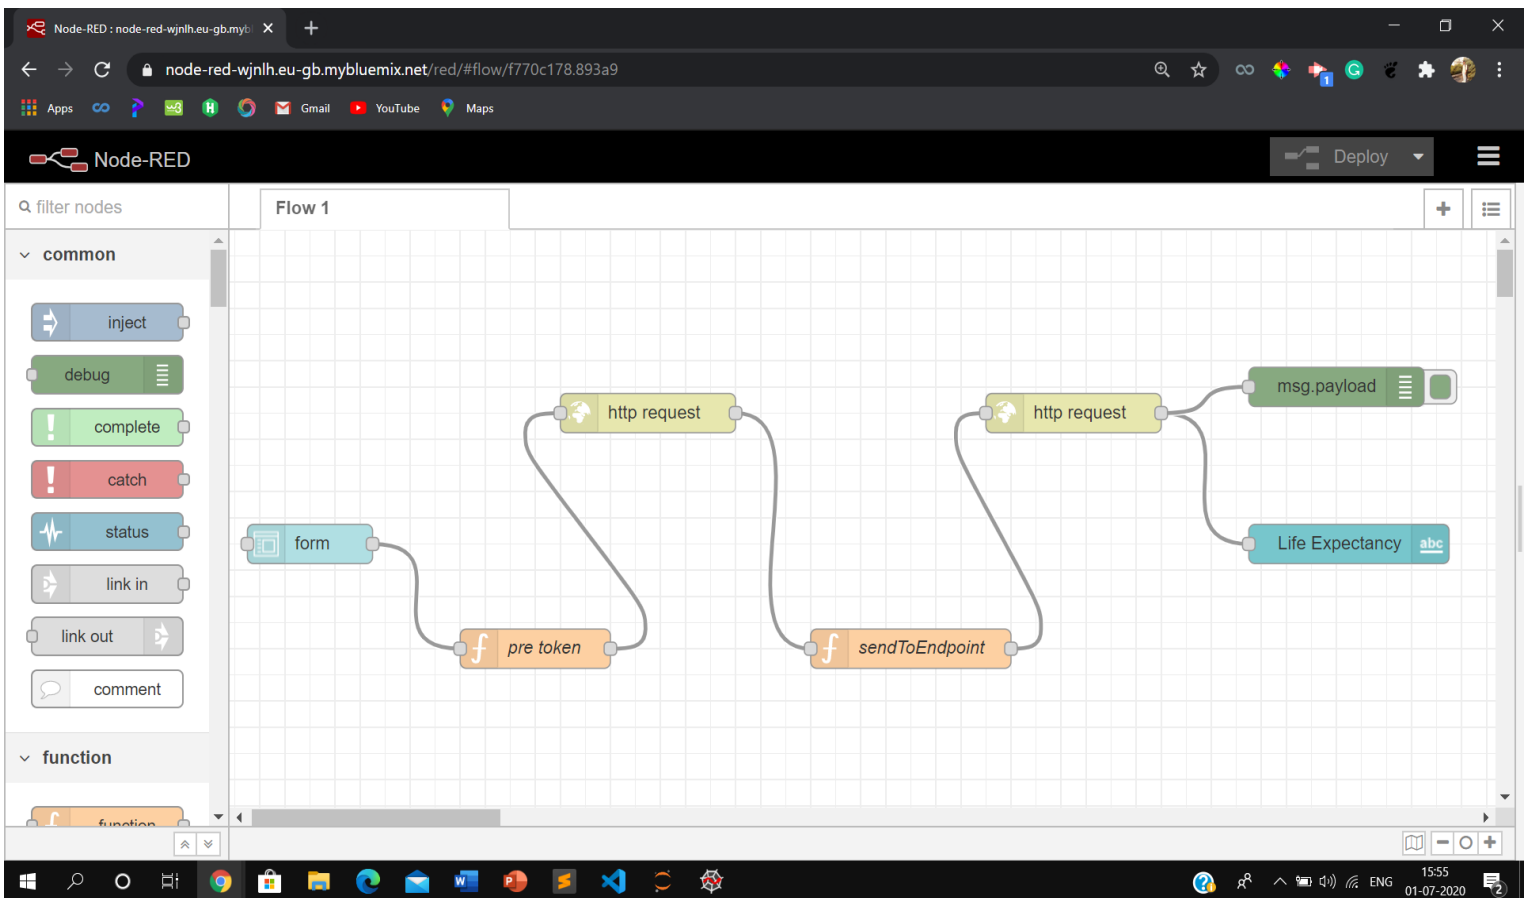 Node-RED : node-red-wjnlh.eu-gb.myb
node-red-wjnlh.eu-gb.mybluemix.net/red/#flow/f770c178.893a9
1
Apps
Gmail
YouTube
Maps
Node-RED
Deploy
filter nodes
Flow 1
common
inject
debug
complete
catch
status
link in
link out
comment
function
function
form
pre token
http request
sendToEndpoint
http request
msg.payload
Life Expectancy
abc
ENG
15:55
01-07-2020
2